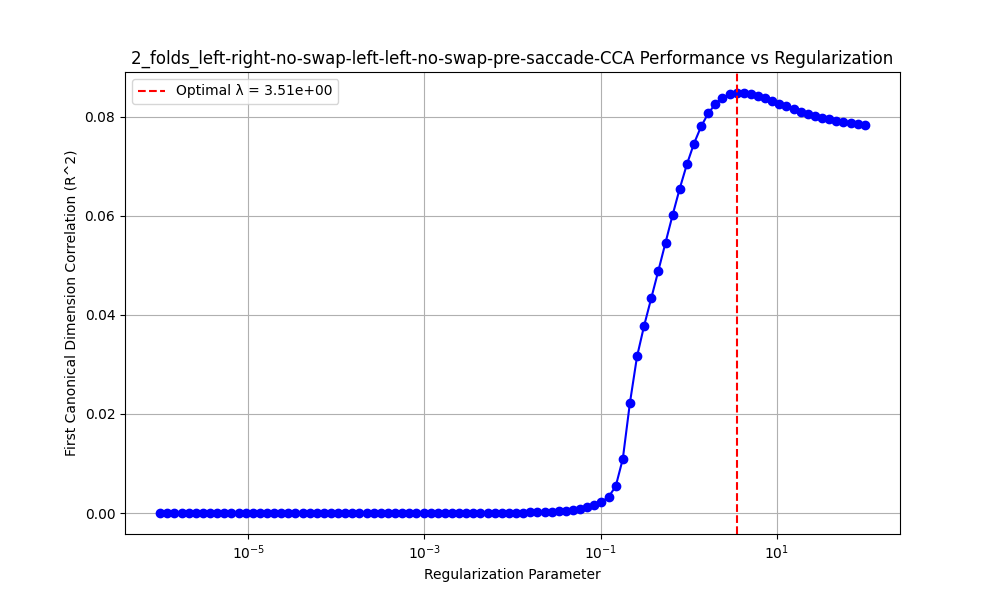 2_folds_left-right-no-swap-left-left-no-swap-pre-saccade-CCA Performance vs Regularization
Optimal λ = 3.51e+00
First Canonical Dimension Correlation (R^2)
0.08
0.06
0.04
0.02
0.00
10⁻⁵
10⁻³
10⁻¹
10¹
Regularization Parameter